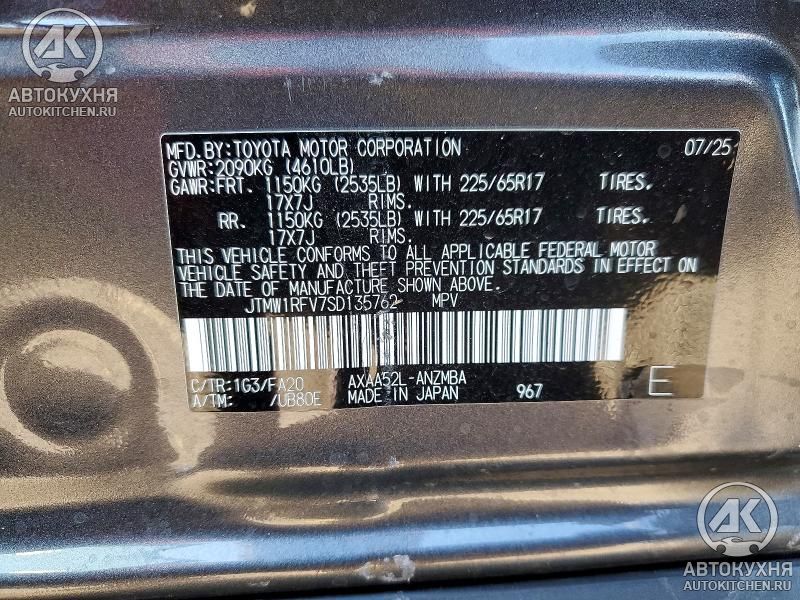 AK
АВТОКУХНЯ
AUTOKITCHEN.RU
MFD.BY:TOYOTA MOTOR CORPORATION 07/25
GVWR:2090KG (4610LB)
GAWR:FRT. 1150KG (2535LB) WITH 225/65R17 TIRES.
17X7J RIMS.
RR. 1150KG (2535LB) WITH 225/65R17 TIRES.
17X7J RIMS.
THIS VEHICLE CONFORMS TO ALL APPLICABLE FEDERAL MOTOR
VEHICLE SAFETY AND THEFT PREVENTION STANDARDS IN EFFECT ON
THE DATE OF MANUFACTURE SHOWN ABOVE.
JTMW1RFV7SD135762 MPV
C/TR:1G3/FA20 AXAA52L-ANZMBA
A/TM: /UB80E MADE IN JAPAN 967 E
AK
АВТОКУХНЯ
AUTOKITCHEN.RU